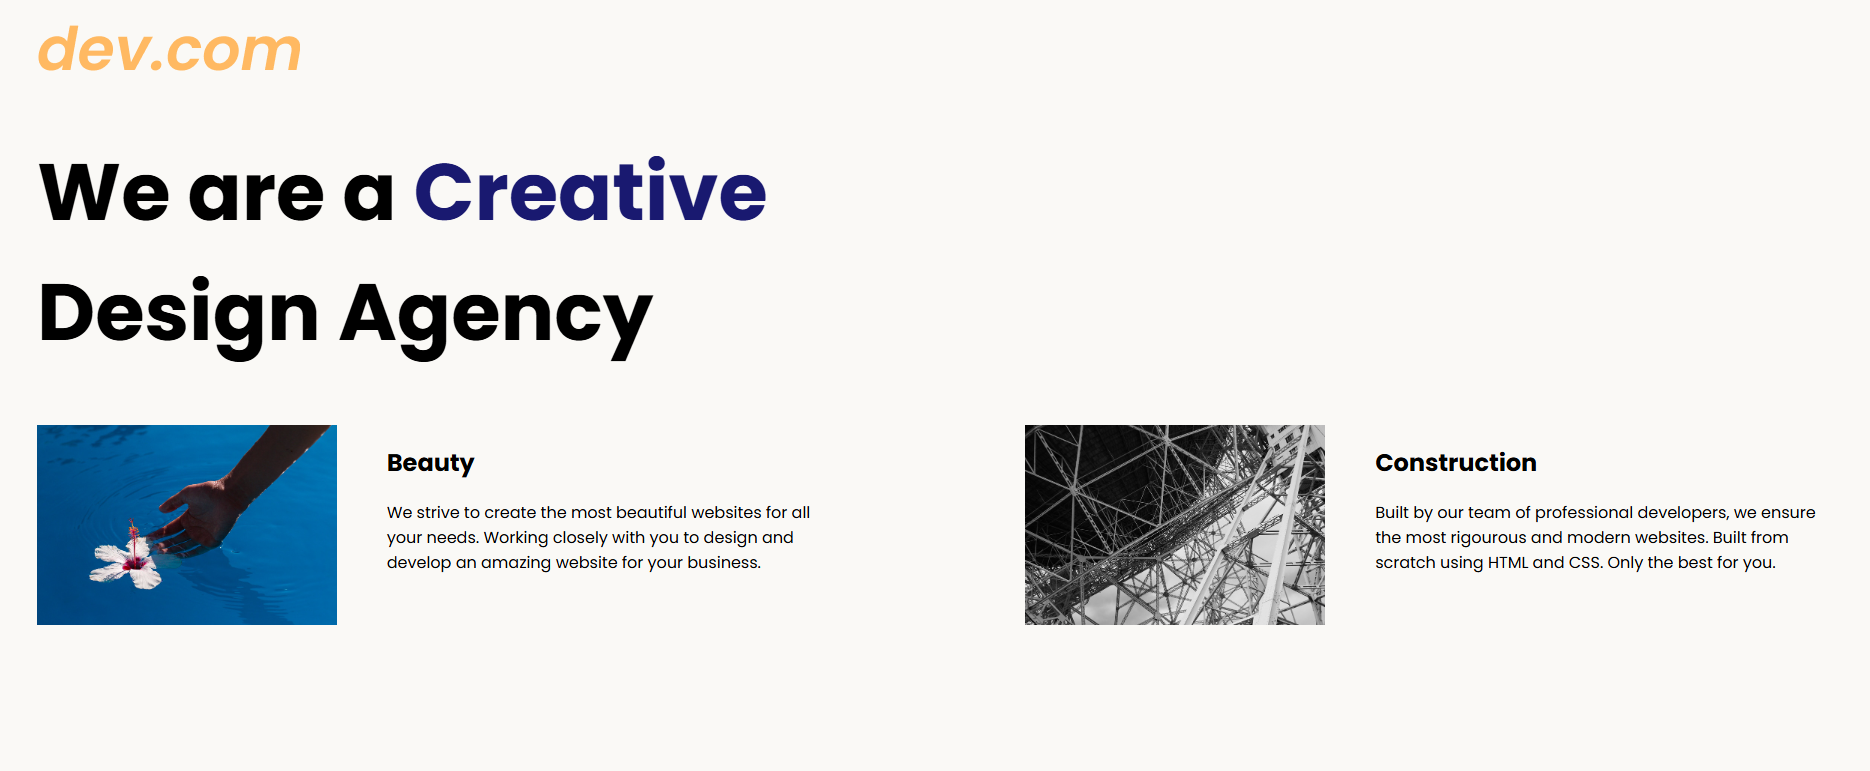 dev.com
We are a Creative
Design Agency
Beauty
We strive to create the most beautiful websites for all
your needs. Working closely with you to design and
develop an amazing website for your business.
Construction
Built by our team of professional developers, we ensure
the most rigourous and modern websites. Built from
scratch using HTML and CSS. Only the best for you.